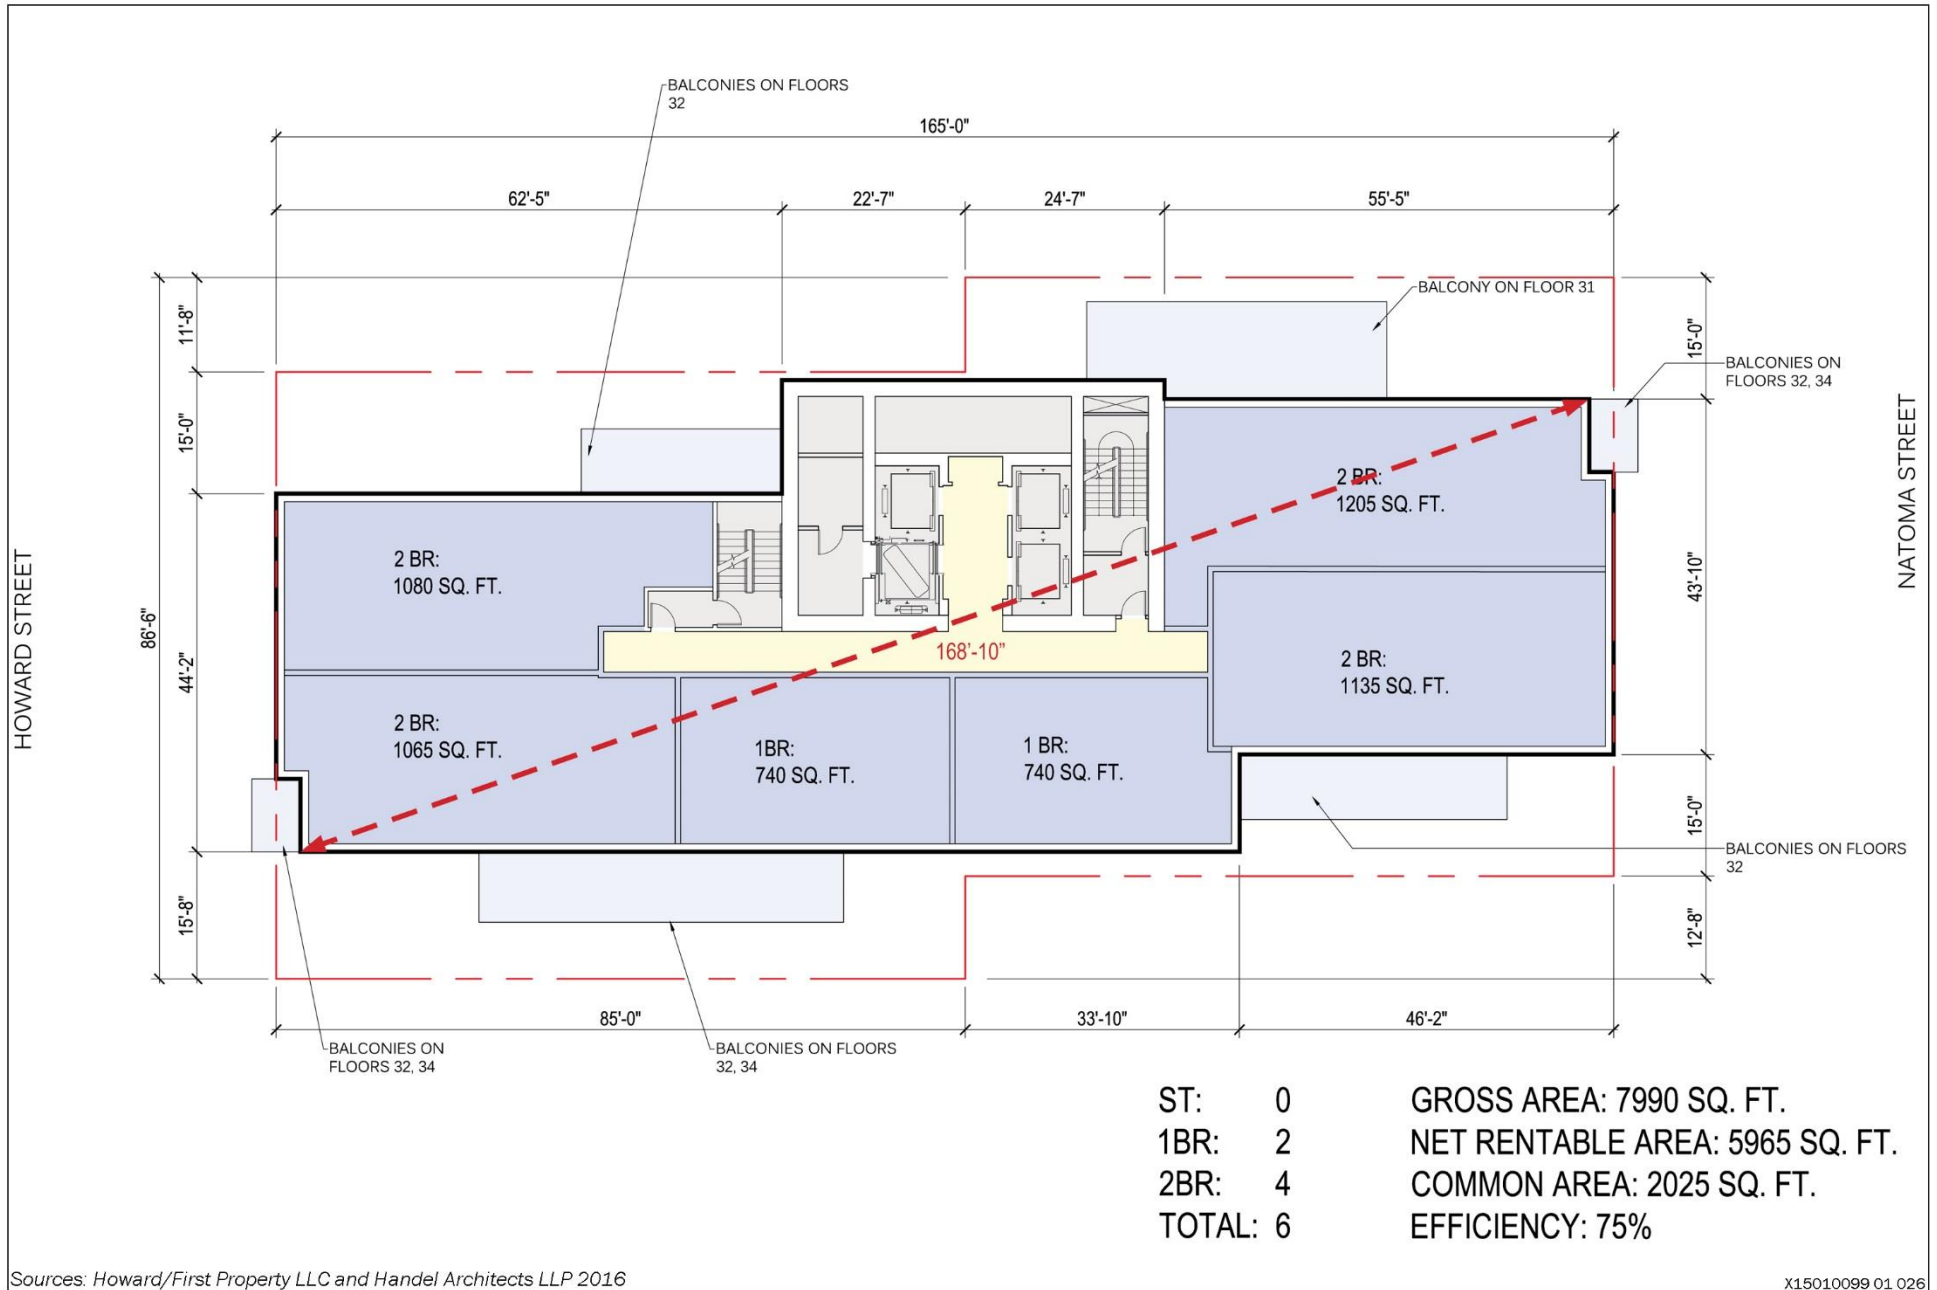 BALCONIES ON FLOORS
32
165'-0"
62'-5"
22'-7"
24'-7"
55'-5"
BALCONY ON FLOOR 31
11'-8"
15'-0"
BALCONIES ON
FLOORS 32, 34
15'-0"
HOWARD STREET
86'-6"
44'-2"
15'-8"
2 BR:
1080 SQ. FT.
2 BR:
1205 SQ. FT.
168'-10"
2 BR:
1135 SQ. FT.
2 BR:
1065 SQ. FT.
1BR:
740 SQ. FT.
1 BR:
740 SQ. FT.
43'-10"
NATOMA STREET
15'-0"
BALCONIES ON FLOORS
32
12'-8"
85'-0"
33'-10"
46'-2"
BALCONIES ON
FLOORS 32, 34
BALCONIES ON FLOORS
32, 34
ST: 0
1BR: 2
2BR: 4
TOTAL: 6
GROSS AREA: 7990 SQ. FT.
NET RENTABLE AREA: 5965 SQ. FT.
COMMON AREA: 2025 SQ. FT.
EFFICIENCY: 75%
Sources: Howard/First Property LLC and Handel Architects LLP 2016
X15010099 01 026